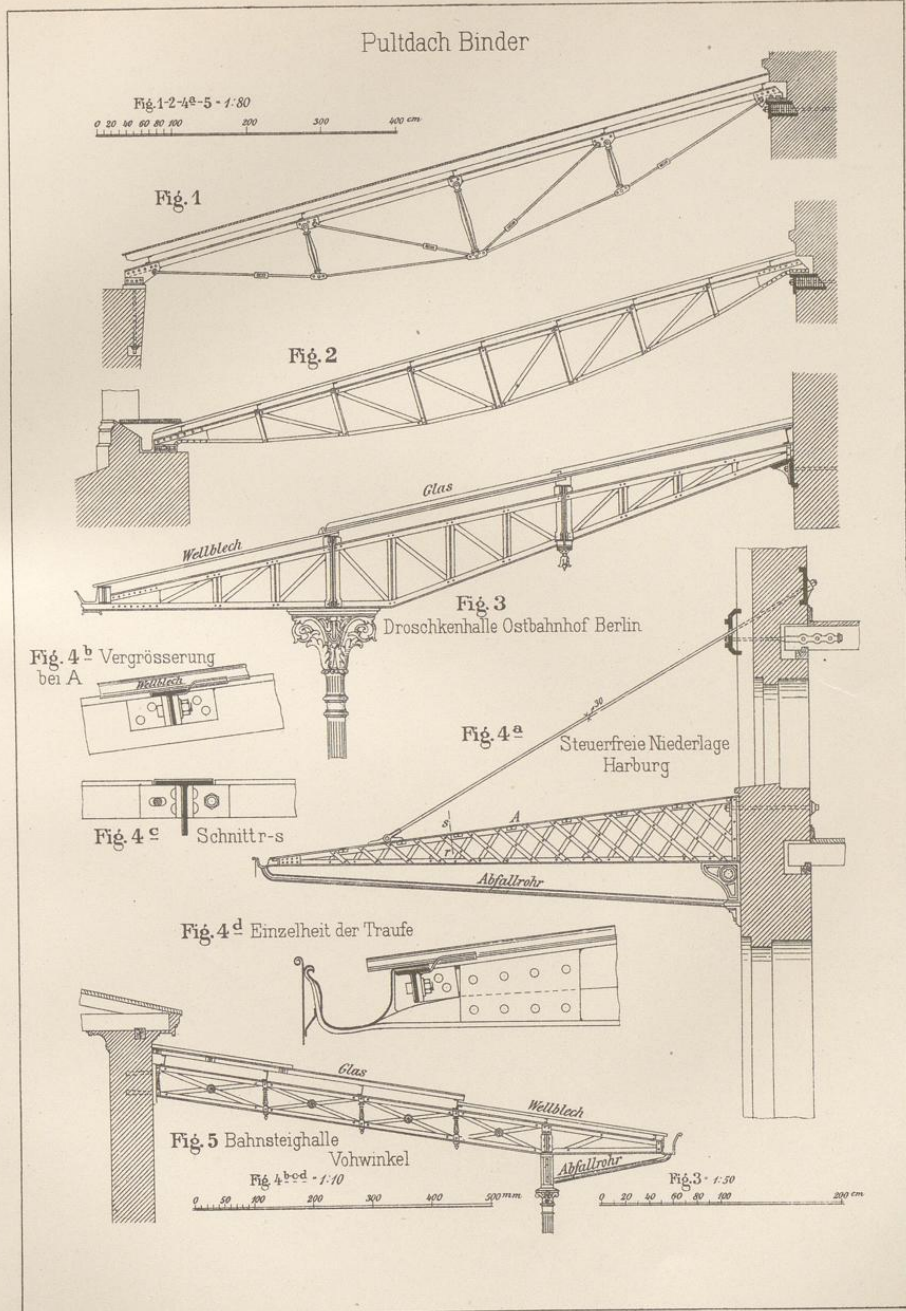 Pultdach Binder
Fig. 1-2-4a-5 = 1:80
0 20 40 60 80 100 200 300 400 cm
Fig. 1
Fig. 2
Glas
Wellblech
Fig. 3
Droschkenhalle Ostbahnhof Berlin
Fig. 4b Vergrösserung
bei A
Wellblech
30
Fig. 4a
Steuerfreie Niederlage
Harburg
Fig. 4c Schnitt r-s
s
A
r
Abfallrohr
Fig. 4d Einzelheit der Traufe
Glas
Wellblech
Fig. 5 Bahnsteighalle
Vohwinkel
Abfallrohr
Fig. 4bcd = 1:10
0 50 100 200 300 400 500 mm
Fig. 3 = 1:50
0 20 40 60 80 100 200 cm